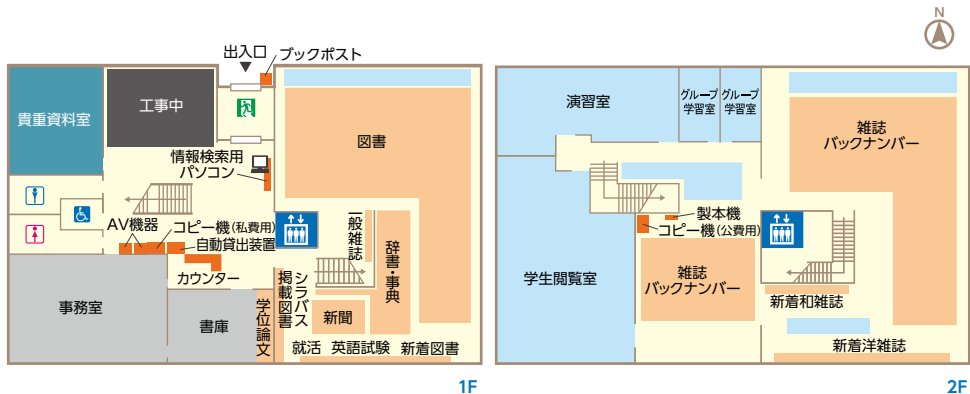 N
出入口
ブックポスト
貴重資料室
工事中
図書
情報検索用
パソコン
AV機器
コピー機(私費用)
自動貸出装置
カウンター
一般雑誌
辞書・事典
事務室
書庫
学位論文
シラバス
掲載図書
新聞
就活
英語試験
新着図書
1F
演習室
グループ
学習室
グループ
学習室
雑誌
バックナンバー
製本機
コピー機(公費用)
学生閲覧室
雑誌
バックナンバー
新着和雑誌
新着洋雑誌
2F